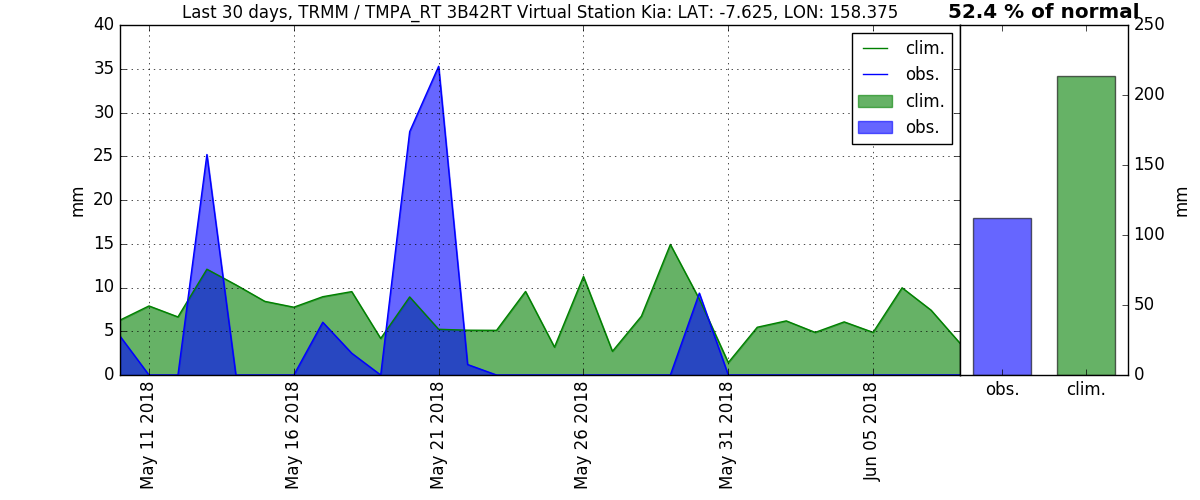 Last 30 days, TRMM / TMPA_RT 3B42RT Virtual Station Kia: LAT: -7.625, LON: 158.375
52.4 % of normal
mm
40
35
30
25
20
15
10
5
0
May 11 2018
May 16 2018
May 21 2018
May 26 2018
May 31 2018
Jun 05 2018
clim.
obs.
clim.
obs.
250
200
150
100
50
0
mm
obs.
clim.